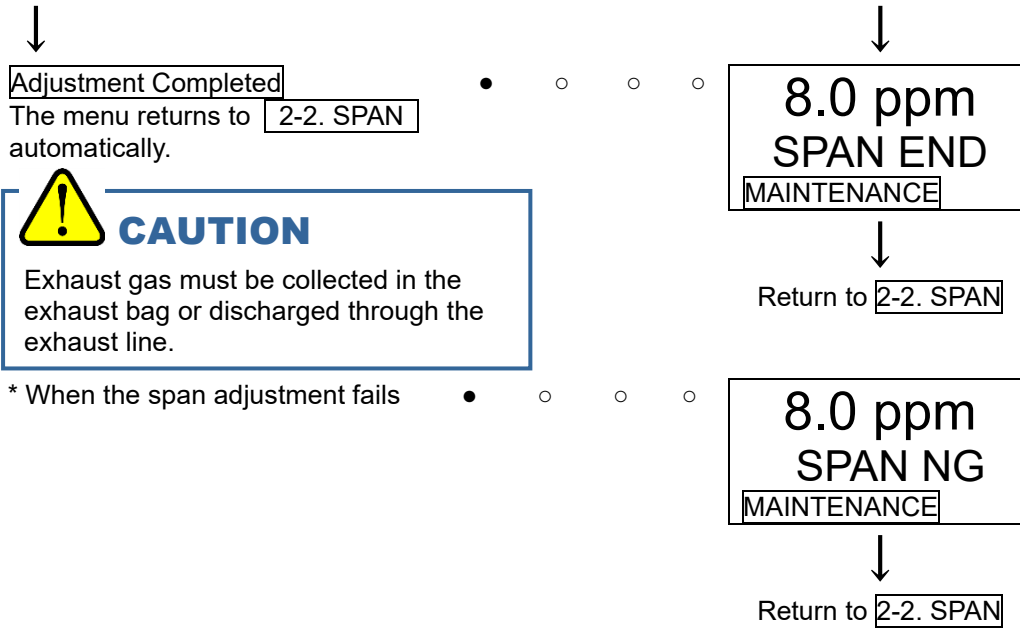 Adjustment Completed
The menu returns to 2-2. SPAN
automatically.
8.0 ppm
SPAN END
MAINTENANCE
Return to 2-2. SPAN
CAUTION
Exhaust gas must be collected in the
exhaust bag or discharged through the
exhaust line.
* When the span adjustment fails
8.0 ppm
SPAN NG
MAINTENANCE
Return to 2-2. SPAN